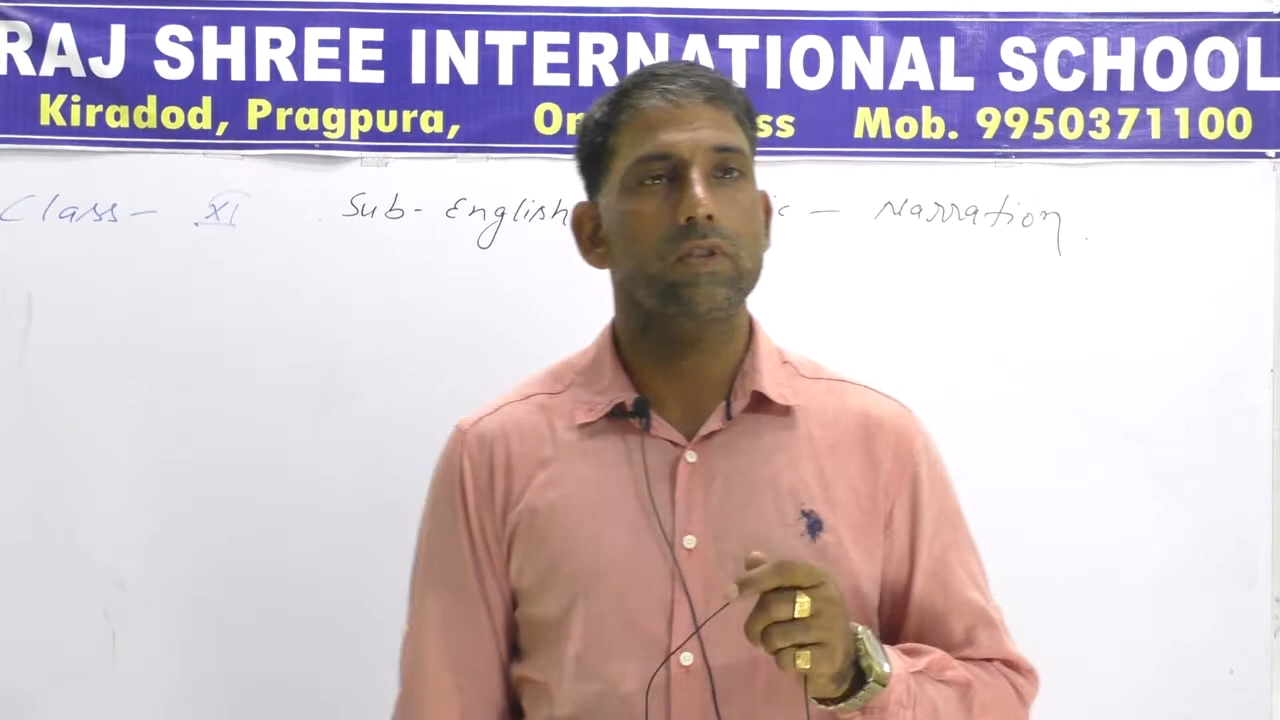 RAJ SHREE INTERNATIONAL SCHOOL
Kiradod, Pragpura, Mob. 9950371100
Class - XI Sub- English - Narration